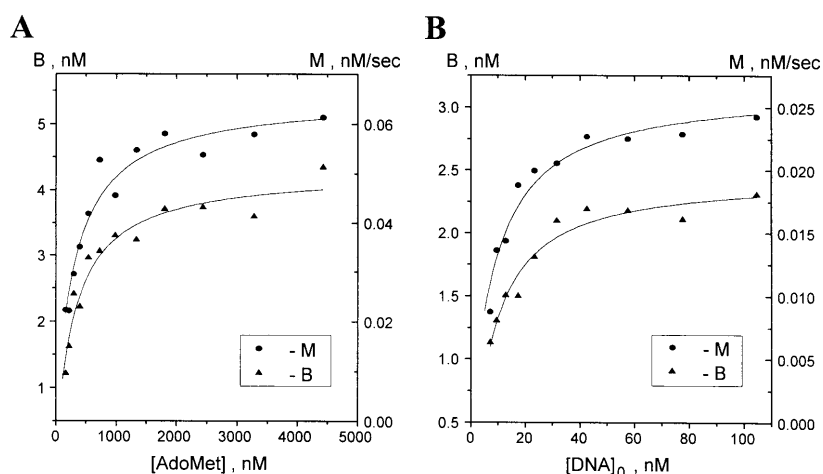 A
B , nM
M , nM/sec
5
4
3
2
1
0.06
0.04
0.02
0.00
- M
- B
0 1000 2000 3000 4000 5000
[AdoMet] , nM
B
B , nM
M , nM/sec
3.0
2.5
2.0
1.5
1.0
0.5
0.025
0.020
0.015
0.010
0.005
0.000
- M
- B
0 20 40 60 80 100
[DNA]₀ , nM